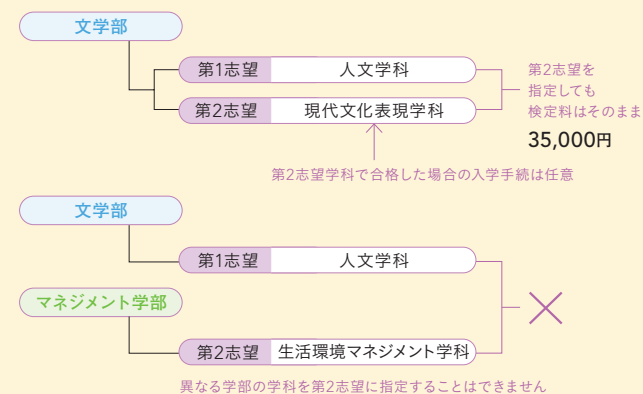 文学部
第1志望 人文学科
第2志望 現代文化表現学科
第2志望を
指定しても
検定料はそのまま
35,000円
第2志望学科で合格した場合の入学手続は任意
文学部
第1志望 人文学科
マネジメント学部
第2志望 生活環境マネジメント学科
異なる学部の学科を第2志望に指定することはできません